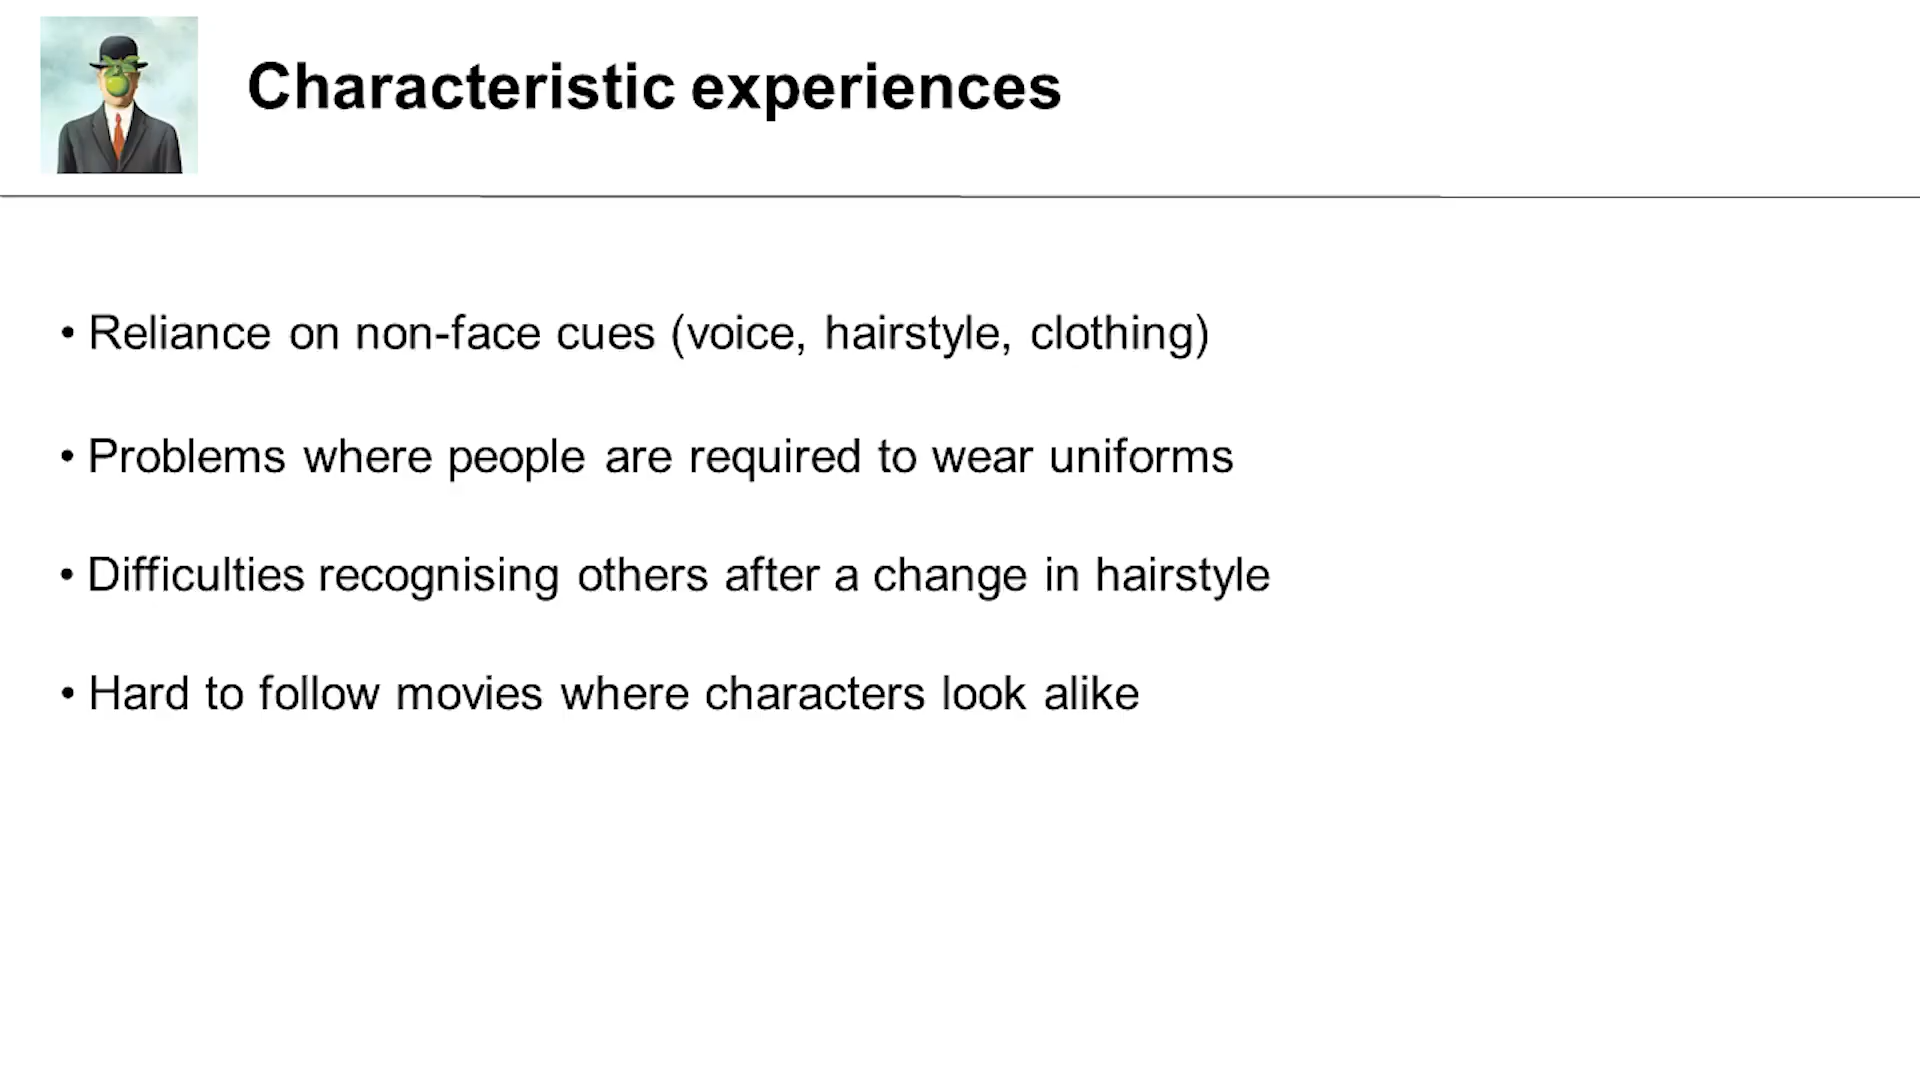 Characteristic experiences
• Reliance on non-face cues (voice, hairstyle, clothing)
• Problems where people are required to wear uniforms
• Difficulties recognising others after a change in hairstyle
• Hard to follow movies where characters look alike